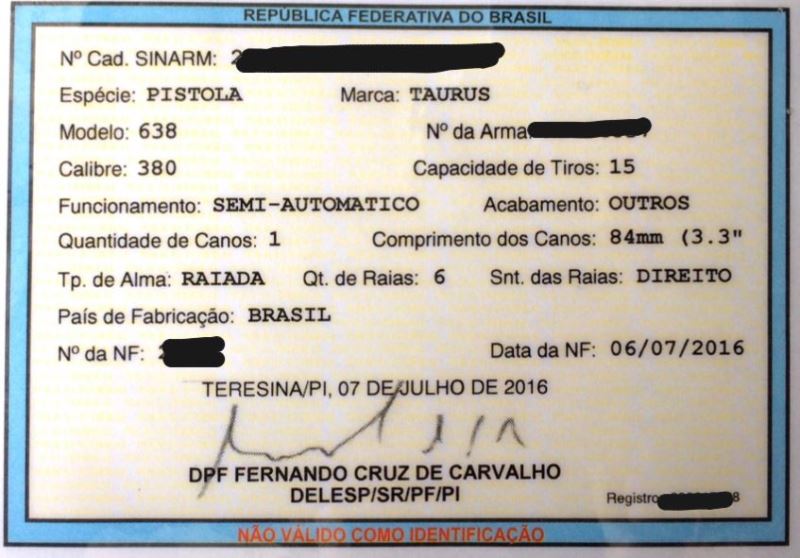 REPÚBLICA FEDERATIVA DO BRASIL
Nº Cad. SINARM: 2
Espécie: PISTOLA Marca: TAURUS
Modelo: 638 Nº da Arma:
Calibre: 380 Capacidade de Tiros: 15
Funcionamento: SEMI-AUTOMATICO Acabamento: OUTROS
Quantidade de Canos: 1 Comprimento dos Canos: 84mm (3.3"
Tp. de Alma: RAIADA Qt. de Raias: 6 Snt. das Raias: DIREITO
País de Fabricação: BRASIL
Nº da NF: Data da NF: 06/07/2016
TERESINA/PI, 07 DE JULHO DE 2016
DPF FERNANDO CRUZ DE CARVALHO
DELESP/SR/PF/PI
Registro
NÃO VÁLIDO COMO IDENTIFICAÇÃO